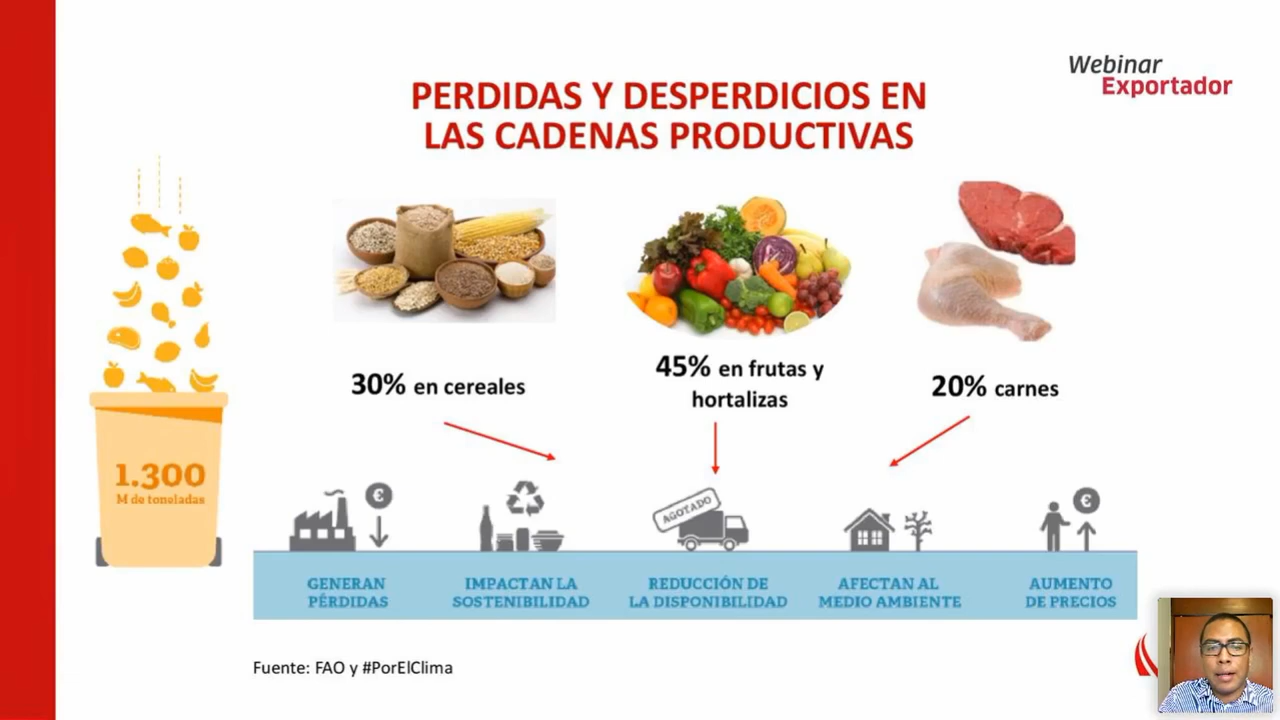 Webinar
Exportador
PERDIDAS Y DESPERDICIOS EN
LAS CADENAS PRODUCTIVAS
30% en cereales
45% en frutas y
hortalizas
20% carnes
1.300
M de toneladas
€
AGOTADO
€
GENERAN
PÉRDIDAS
IMPACTAN LA
SOSTENIBILIDAD
REDUCCIÓN DE
LA DISPONIBILIDAD
AFECTAN AL
MEDIO AMBIENTE
AUMENTO
DE PRECIOS
Fuente: FAO y #PorElClima